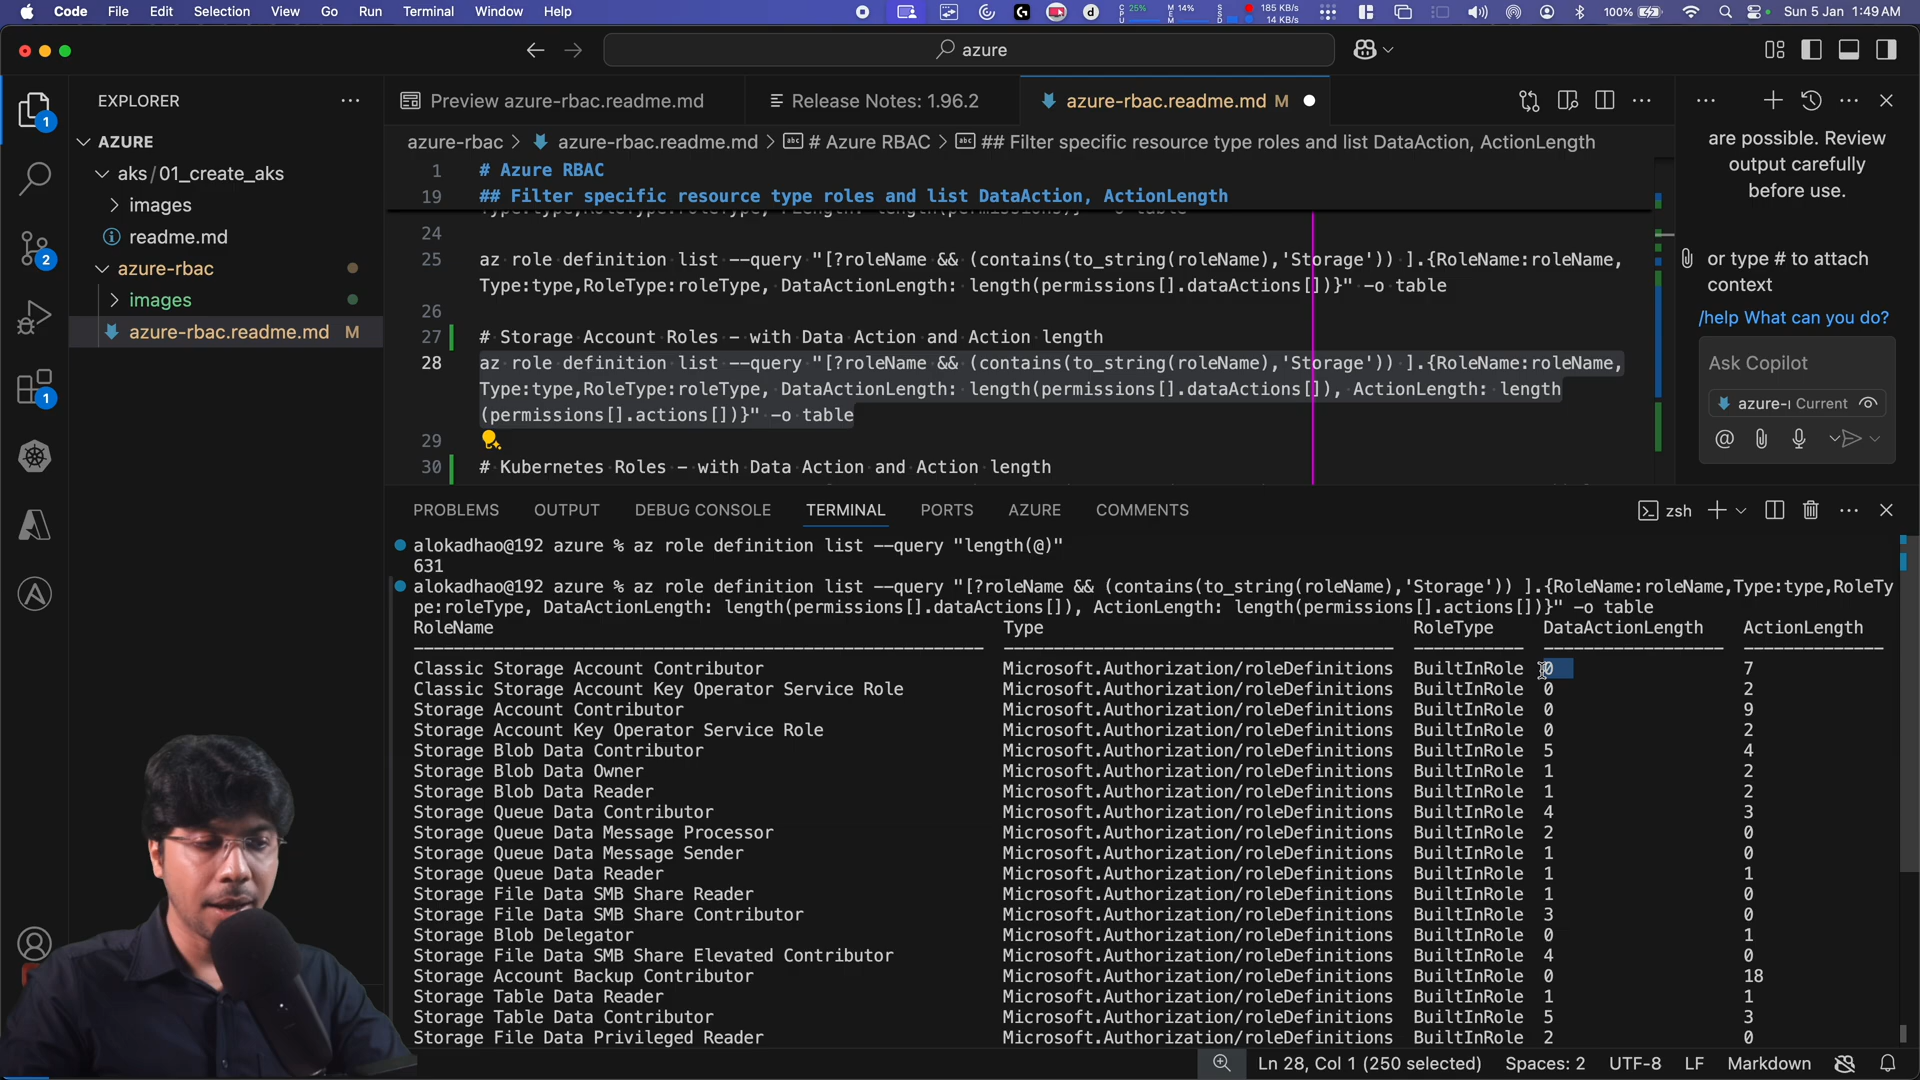 Code File Edit Selection View Go Run Terminal Window Help
CPU 25% M 14% SSD 185 KB/s 14 KB/s 100% Sun 5 Jan 1:49 AM
azure
EXPLORER
Preview azure-rbac.readme.md
Release Notes: 1.96.2
azure-rbac.readme.md M
AZURE
aks/01_create_aks
images
readme.md
azure-rbac
images
azure-rbac.readme.md M
1
2
1
azure-rbac > azure-rbac.readme.md > # Azure RBAC > ## Filter specific resource type roles and list DataAction, ActionLength
1 # Azure RBAC
19 ## Filter specific resource type roles and list DataAction, ActionLength
24
25 az role definition list --query "[?roleName && (contains(to_string(roleName),'Storage')) ].{RoleName:roleName,
Type:type,RoleType:roleType, DataActionLength: length(permissions[].dataActions[])}" -o table
26
27 # Storage Account Roles - with Data Action and Action length
28 az role definition list --query "[?roleName && (contains(to_string(roleName),'Storage')) ].{RoleName:roleName,
Type:type,RoleType:roleType, DataActionLength: length(permissions[].dataActions[]), ActionLength: length
(permissions[].actions[])}" -o table
29
30 # Kubernetes Roles - with Data Action and Action length
are possible. Review
output carefully
before use.
or type # to attach
context
/help What can you do?
Ask Copilot
azure-r Current
PROBLEMS OUTPUT DEBUG CONSOLE TERMINAL PORTS AZURE COMMENTS
zsh
alokadhao@192 azure % az role definition list --query "length(@)"
631
alokadhao@192 azure % az role definition list --query "[?roleName && (contains(to_string(roleName),'Storage')) ].{RoleName:roleName,Type:type,RoleTy
pe:roleType, DataActionLength: length(permissions[].dataActions[]), ActionLength: length(permissions[].actions[])}" -o table
RoleName Type RoleType DataActionLength ActionLength
Classic Storage Account Contributor Microsoft.Authorization/roleDefinitions BuiltInRole 0 7
Classic Storage Account Key Operator Service Role Microsoft.Authorization/roleDefinitions BuiltInRole 0 2
Storage Account Contributor Microsoft.Authorization/roleDefinitions BuiltInRole 0 9
Storage Account Key Operator Service Role Microsoft.Authorization/roleDefinitions BuiltInRole 0 2
Storage Blob Data Contributor Microsoft.Authorization/roleDefinitions BuiltInRole 5 4
Storage Blob Data Owner Microsoft.Authorization/roleDefinitions BuiltInRole 1 2
Storage Blob Data Reader Microsoft.Authorization/roleDefinitions BuiltInRole 1 2
Storage Queue Data Contributor Microsoft.Authorization/roleDefinitions BuiltInRole 4 3
Storage Queue Data Message Processor Microsoft.Authorization/roleDefinitions BuiltInRole 2 0
Storage Queue Data Message Sender Microsoft.Authorization/roleDefinitions BuiltInRole 1 0
Storage Queue Data Reader Microsoft.Authorization/roleDefinitions BuiltInRole 1 1
Storage File Data SMB Share Reader Microsoft.Authorization/roleDefinitions BuiltInRole 1 0
Storage File Data SMB Share Contributor Microsoft.Authorization/roleDefinitions BuiltInRole 3 0
Storage Blob Delegator Microsoft.Authorization/roleDefinitions BuiltInRole 0 1
Storage File Data SMB Share Elevated Contributor Microsoft.Authorization/roleDefinitions BuiltInRole 4 0
Storage Account Backup Contributor Microsoft.Authorization/roleDefinitions BuiltInRole 0 18
Storage Table Data Reader Microsoft.Authorization/roleDefinitions BuiltInRole 1 1
Storage Table Data Contributor Microsoft.Authorization/roleDefinitions BuiltInRole 5 3
Storage File Data Privileged Reader Microsoft.Authorization/roleDefinitions BuiltInRole 2 0
Ln 28, Col 1 (250 selected) Spaces: 2 UTF-8 LF Markdown